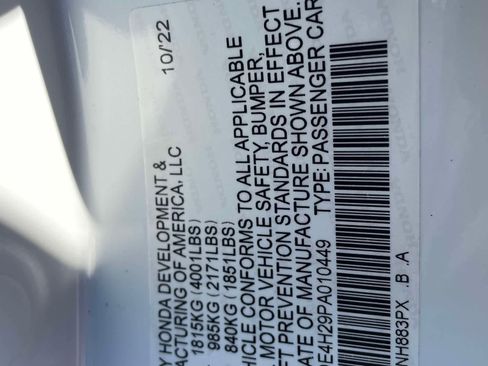 Y HONDA DEVELOPMENT & 10/22
ACTURING OF AMERICA, LLC
1815KG (4001LBS)
985KG (2171LBS)
840KG (1851LBS)
HICLE CONFORMS TO ALL APPLICABLE
MOTOR VEHICLE SAFETY, BUMPER,
FT PREVENTION STANDARDS IN EFFECT
ATE OF MANUFACTURE SHOWN ABOVE.
E4H29PA010449 TYPE: PASSENGER CAR
NH883PX .B .A